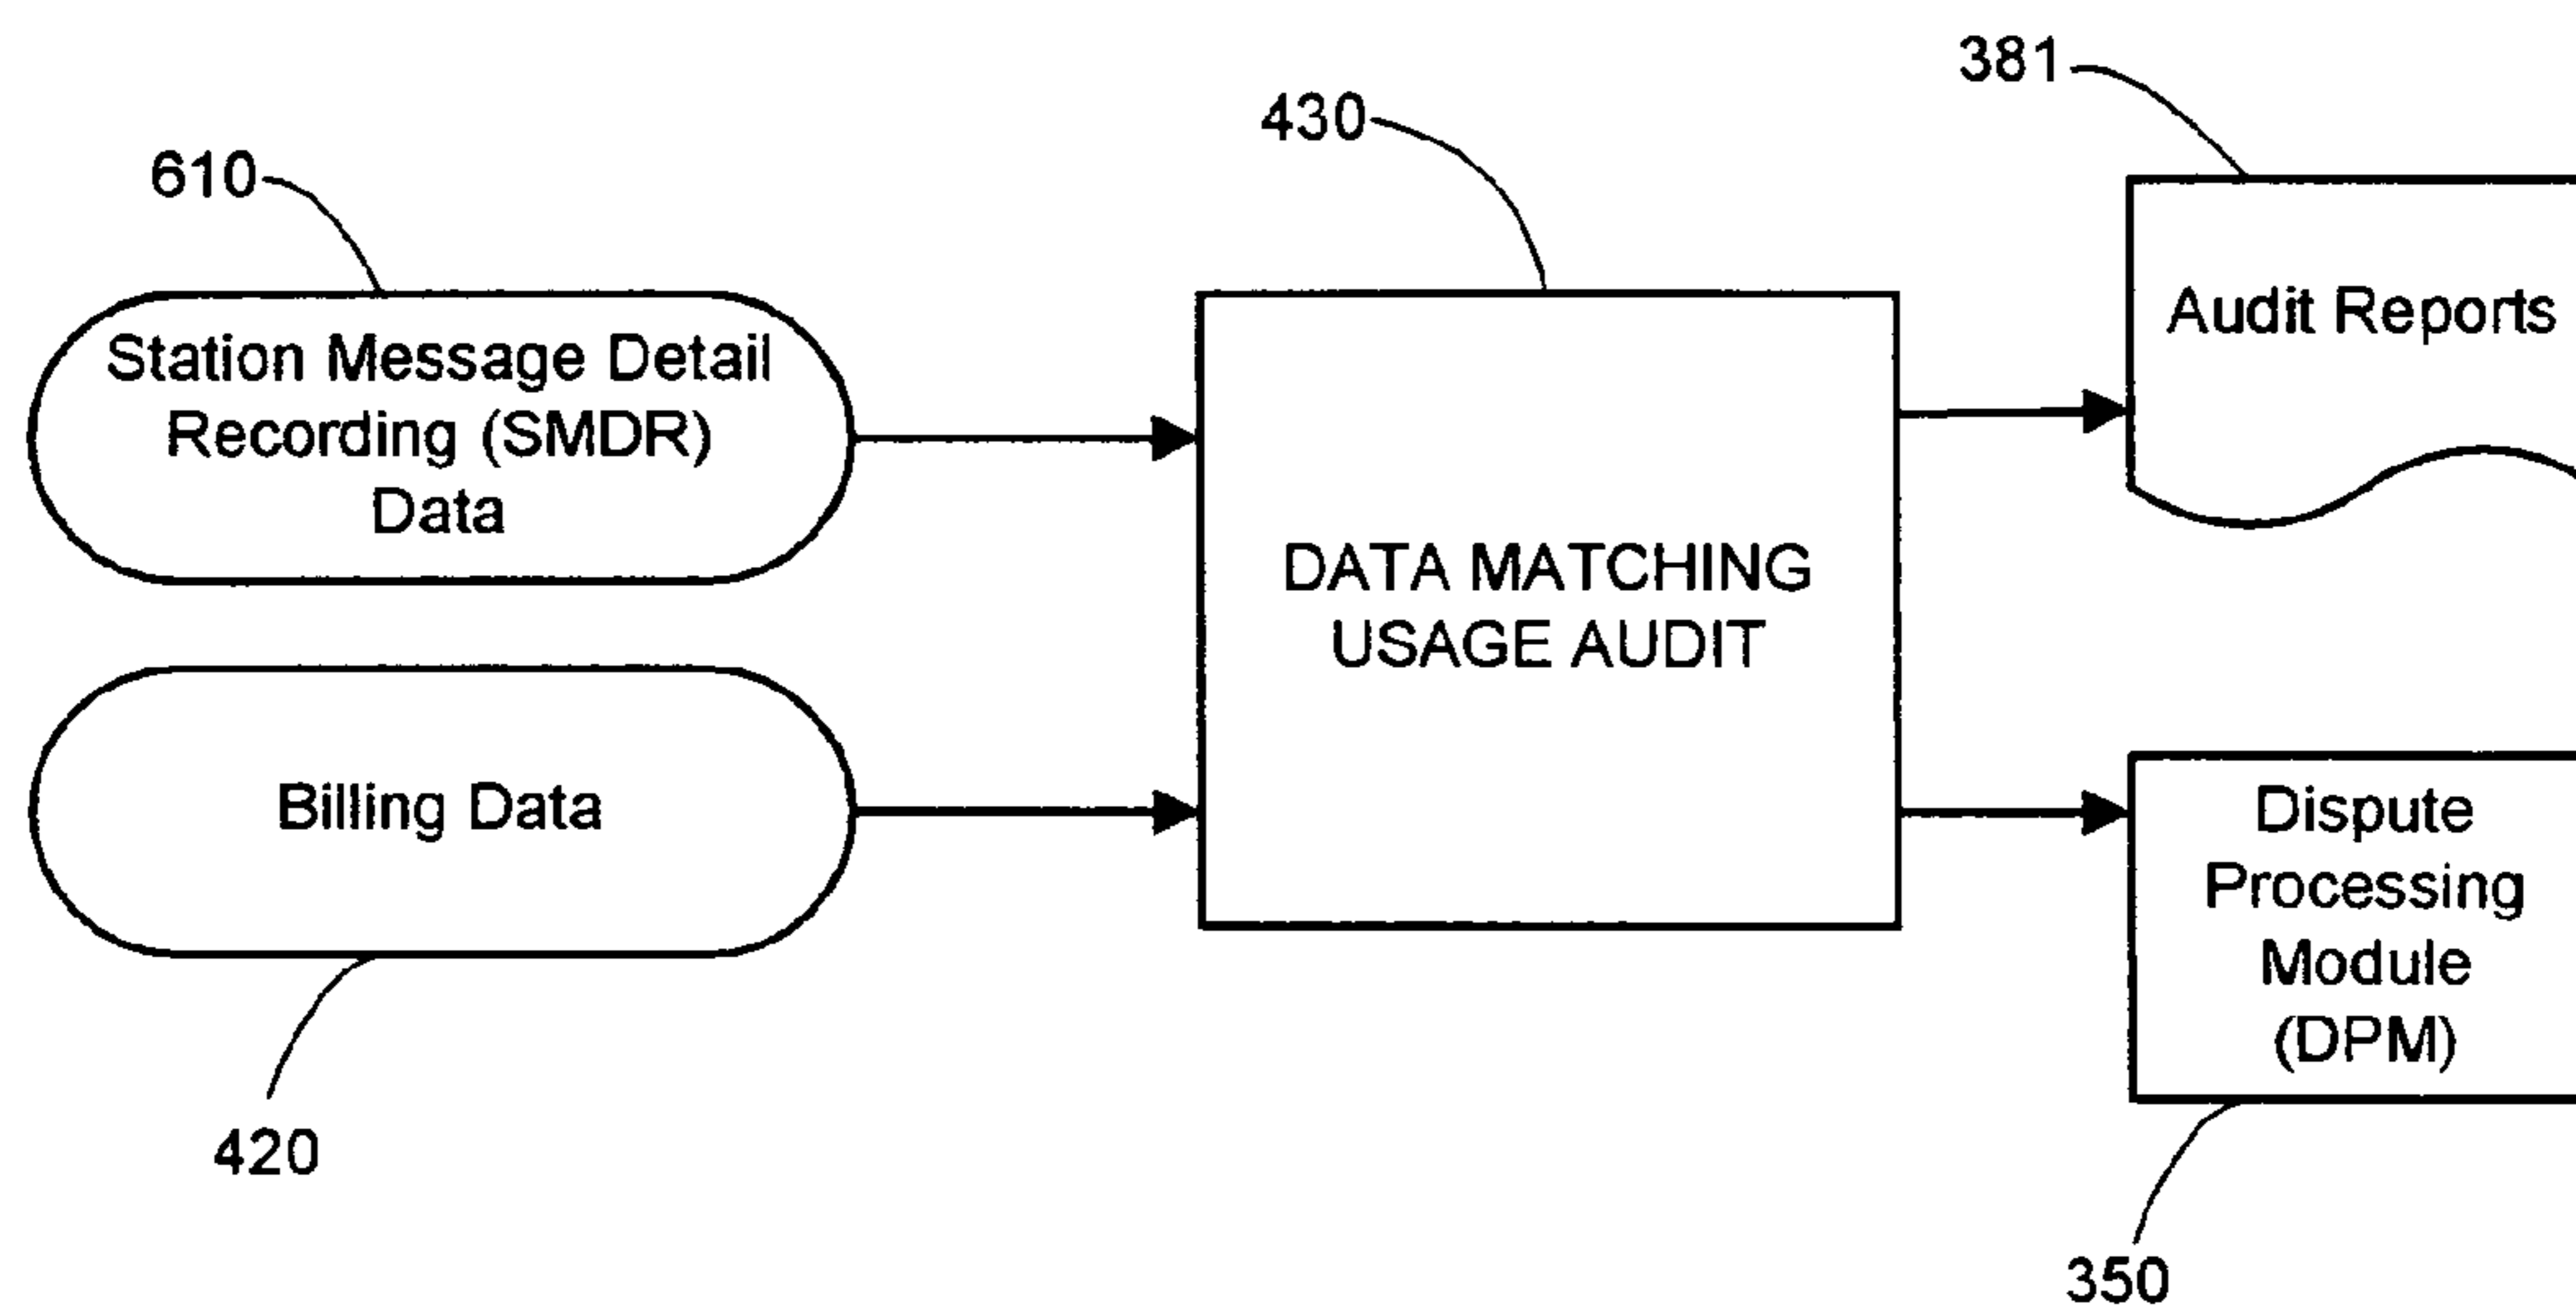 381
430
610
Station Message Detail
Recording (SMDR)
Data
Audit Reports
DATA MATCHING
USAGE AUDIT
Billing Data
Dispute
Processing
Module
(DPM)
420
350